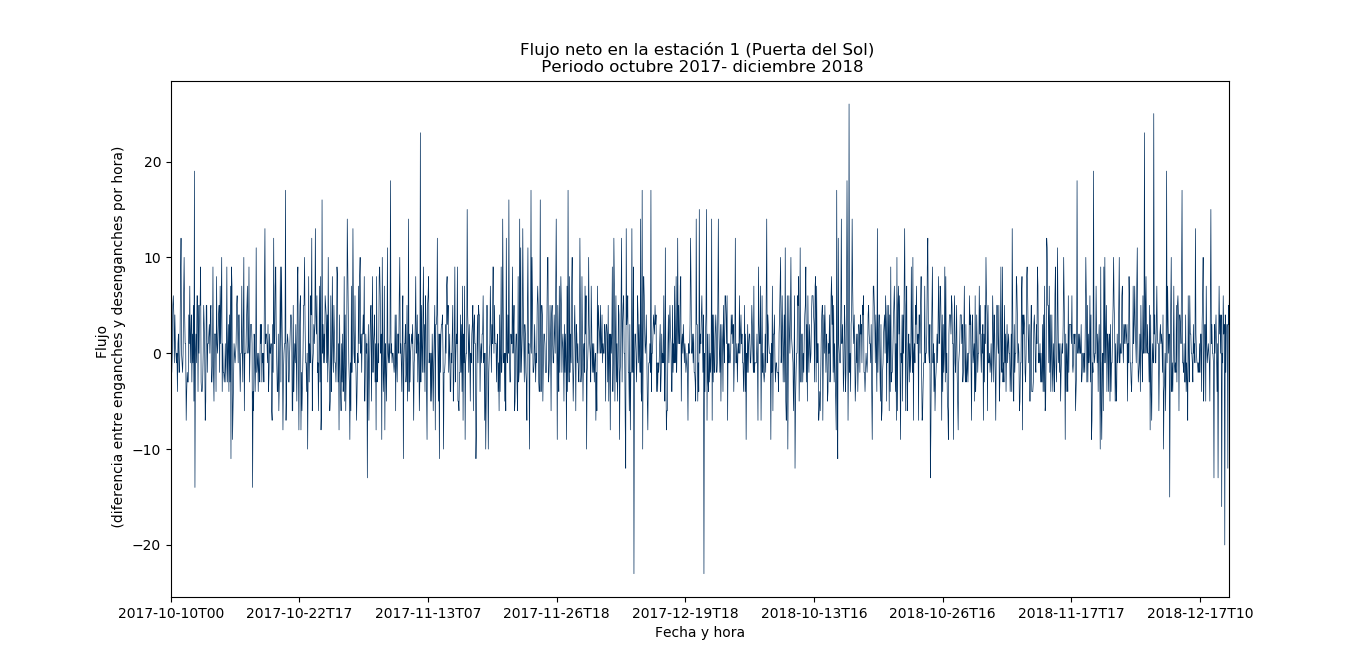 Flujo neto en la estación 1 (Puerta del Sol)
Periodo octubre 2017- diciembre 2018
Flujo
(diferencia entre enganches y desenganches por hora)
20
10
0
−10
−20
2017-10-10T00 2017-10-22T17 2017-11-13T07 2017-11-26T18 2017-12-19T18 2018-10-13T16 2018-10-26T16 2018-11-17T17 2018-12-17T10
Fecha y hora